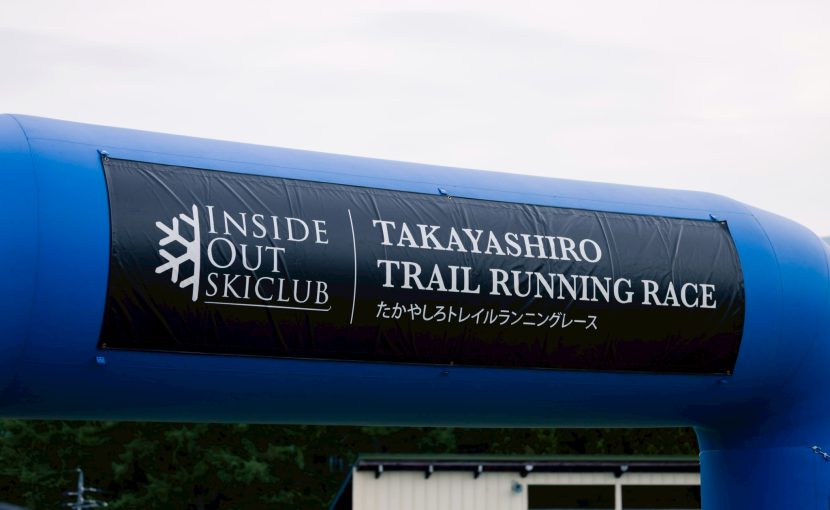 INSIDE
OUT
SKICLUB
TAKAYASHIRO
TRAIL RUNNING RACE
たかやしろトレイルランニングレース